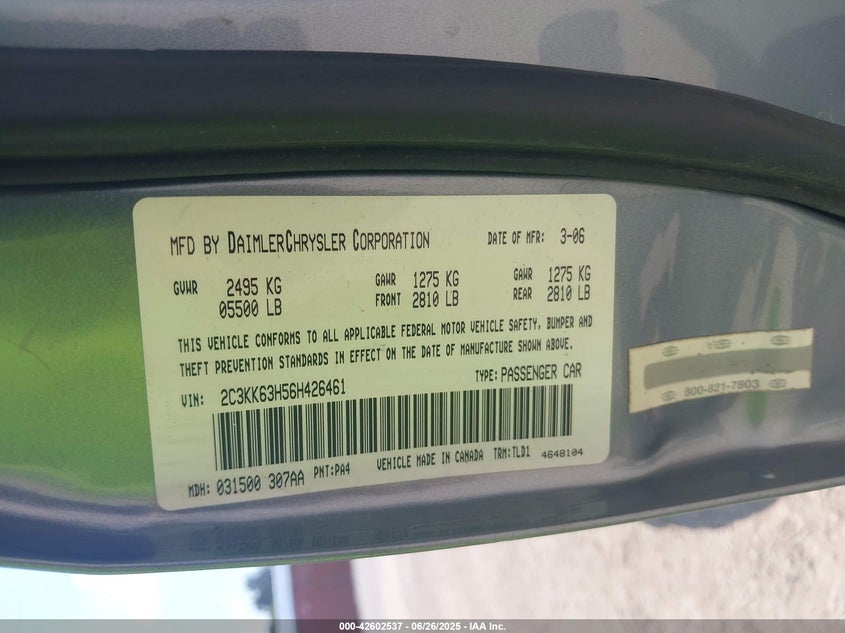 MFD BY DAIMLERCHRYSLER CORPORATION DATE OF MFR: 3-06
GVWR 2495 KG GAWR 1275 KG GAWR 1275 KG
05500 LB FRONT 2810 LB REAR 2810 LB
THIS VEHICLE CONFORMS TO ALL APPLICABLE FEDERAL MOTOR VEHICLE SAFETY, BUMPER AND
THEFT PREVENTION STANDARDS IN EFFECT ON THE DATE OF MANUFACTURE SHOWN ABOVE.
VIN: 2C3KK63H56H426461 TYPE: PASSENGER CAR
MDH: 031500 307AA PNT:PA4 VEHICLE MADE IN CANADA TRM:TLD1 4648104
800-821-7803
000-42602537 - 06/26/2025 - IAA Inc.